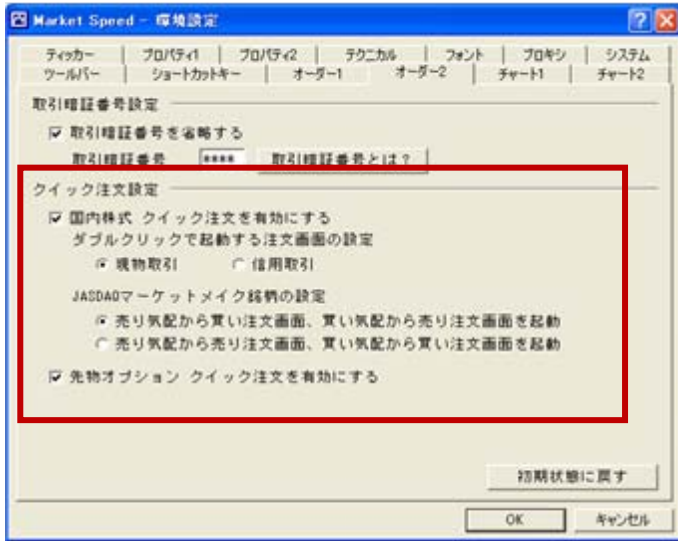 Market Speed - 環境設定
ティッカー プロパティ1 プロパティ2 テクニカル フォント プロキシ システム
ツールバー ショートカットキー オーダー1 オーダー2 チャート1 チャート2
取引暗証番号設定
取引暗証番号を省略する
取引暗証番号 **** 取引暗証番号とは？
クイック注文設定
国内株式 クイック注文を有効にする
ダブルクリックで起動する注文画面の設定
現物取引 信用取引
JASDAQマーケットメイク銘柄の設定
売り気配から買い注文画面、買い気配から売り注文画面を起動
売り気配から売り注文画面、買い気配から買い注文画面を起動
先物オプション クイック注文を有効にする
初期状態に戻す
OK キャンセル